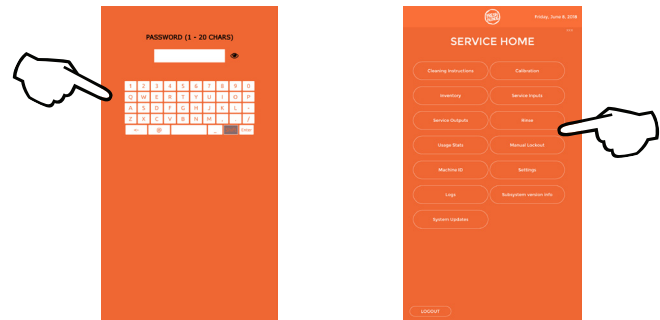 PASSWORD (1 - 20 CHARS)
1 2 3 4 5 6 7 8 9 0
Q W E R T Y U I O P
A S D F G H J K L -
Z X C V B N M , . /
@ _ Enter
Friday, June 8, 2018
SERVICE HOME
Cleaning Instructions Calibration
Inventory Service Inputs
Service Outputs Rinse
Usage Stats Manual Lockout
Machine ID Settings
Logs Subsystem version info
System Updates
LOGOUT